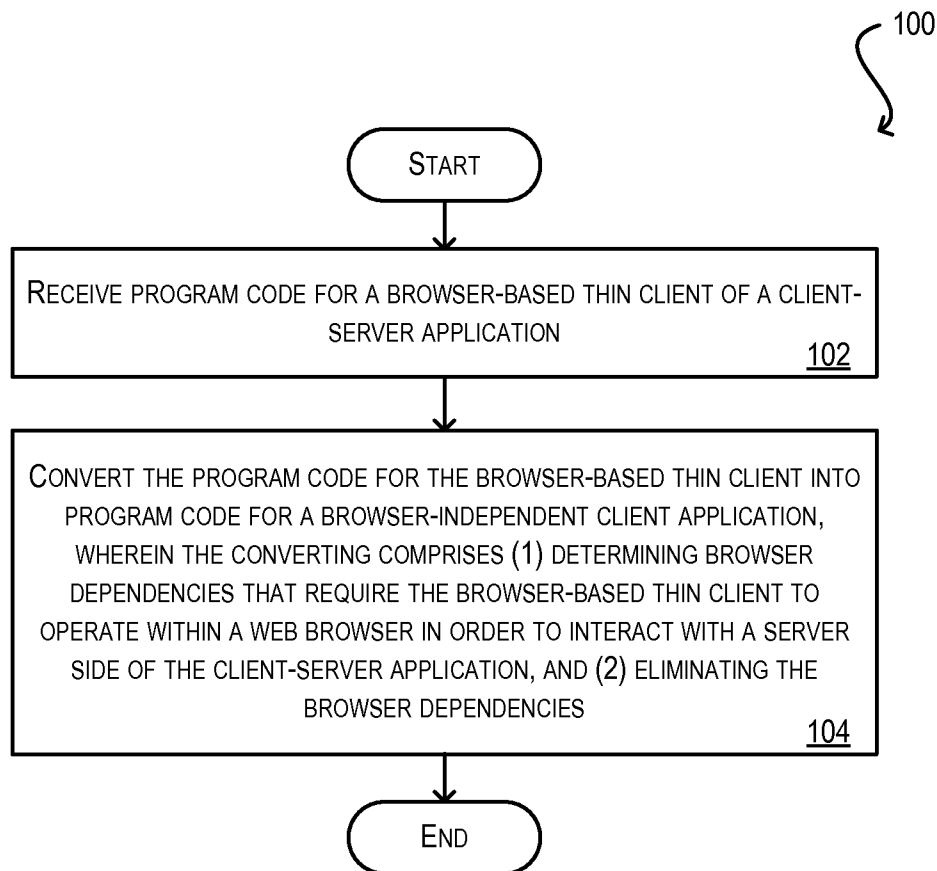 100
START
RECEIVE PROGRAM CODE FOR A BROWSER-BASED THIN CLIENT OF A CLIENT-
SERVER APPLICATION
102
CONVERT THE PROGRAM CODE FOR THE BROWSER-BASED THIN CLIENT INTO
PROGRAM CODE FOR A BROWSER-INDEPENDENT CLIENT APPLICATION,
WHEREIN THE CONVERTING COMPRISES (1) DETERMINING BROWSER
DEPENDENCIES THAT REQUIRE THE BROWSER-BASED THIN CLIENT TO
OPERATE WITHIN A WEB BROWSER IN ORDER TO INTERACT WITH A SERVER
SIDE OF THE CLIENT-SERVER APPLICATION, AND (2) ELIMINATING THE
BROWSER DEPENDENCIES
104
END